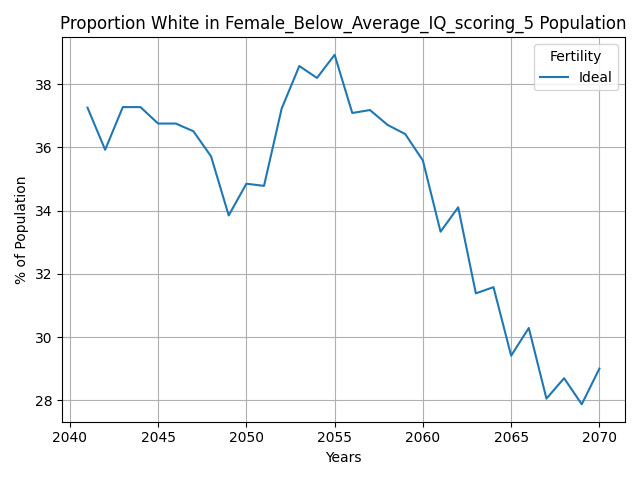 Proportion White in Female_Below_Average_IQ_scoring_5 Population
Fertility
Ideal
% of Population
38
36
34
32
30
28
2040
2045
2050
2055
2060
2065
2070
Years